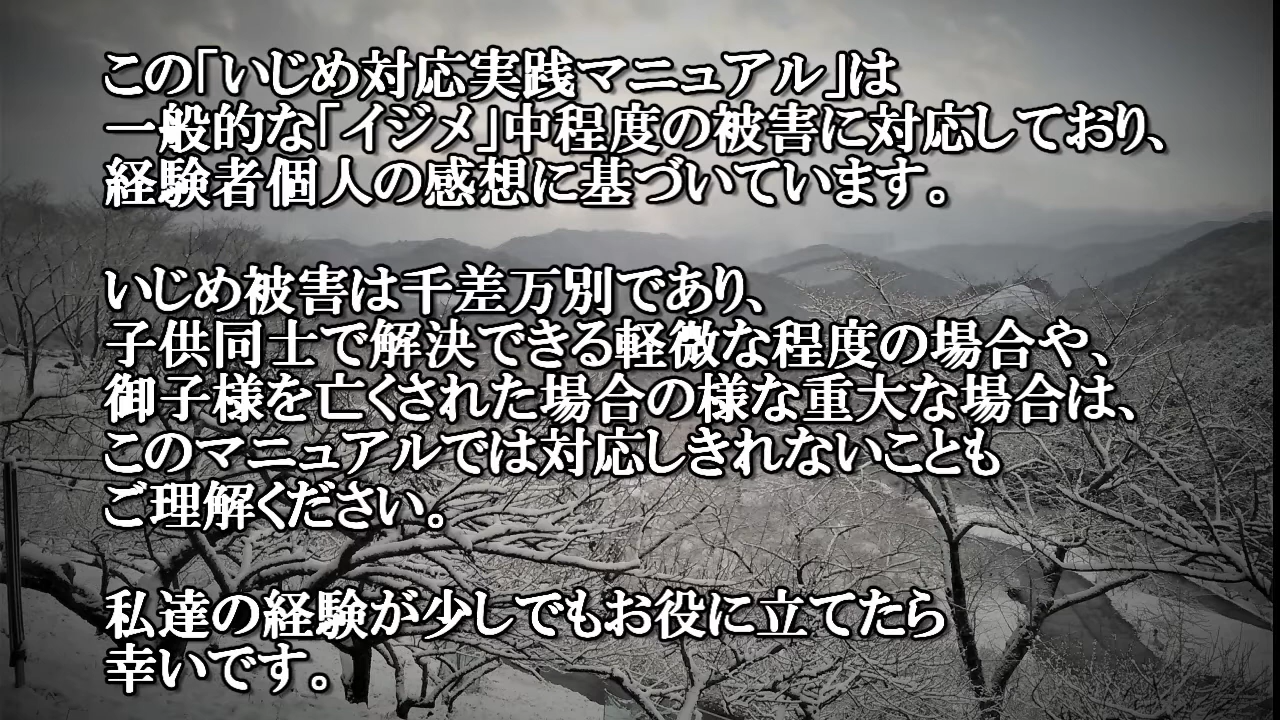 この「いじめ対応実践マニュアル」は
一般的な「イジメ」中程度の被害に対応しており、
経験者個人の感想に基づいています。
いじめ被害は千差万別であり、
子供同士で解決できる軽微な程度の場合や、
御子様を亡くされた場合の様な重大な場合は、
このマニュアルでは対応しきれないことも
ご理解ください。
私達の経験が少しでもお役に立てたら
幸いです。